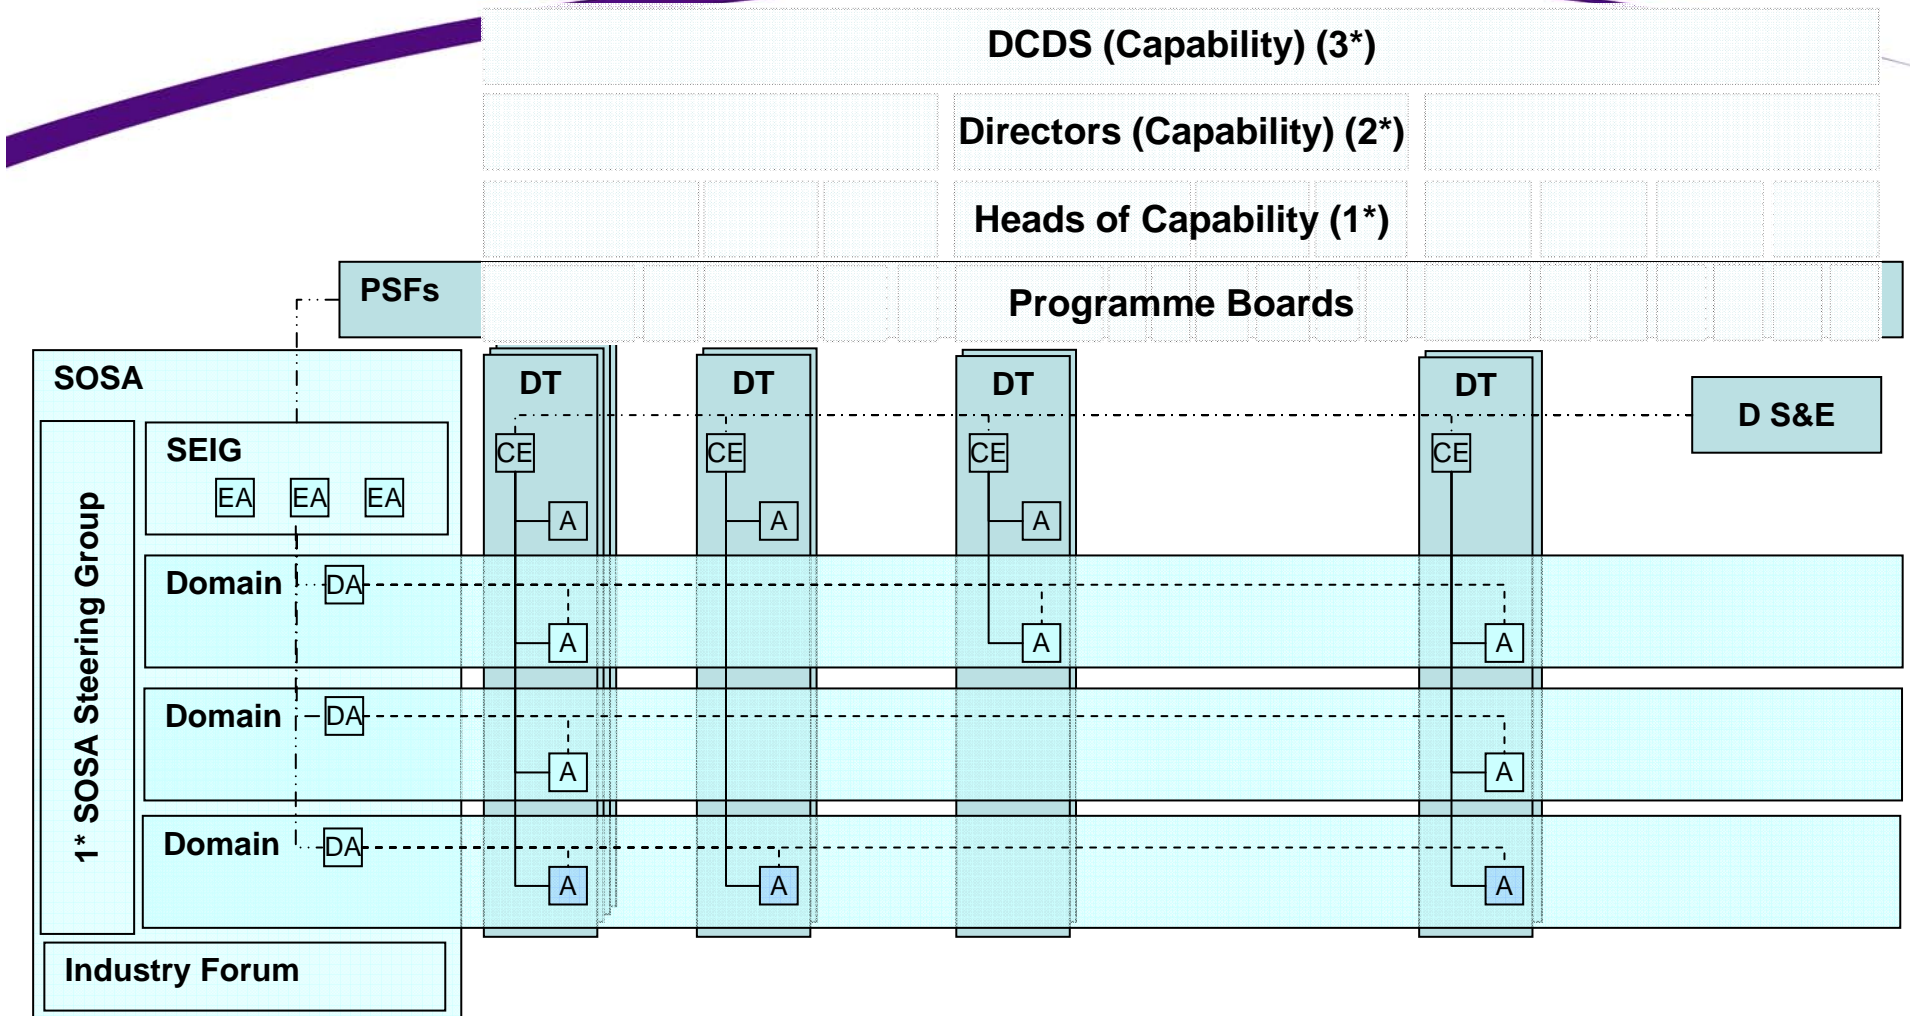 DCDS (Capability) (3*)
Directors (Capability) (2*)
Heads of Capability (1*)
PSFs
Programme Boards
SOSA
DT
DT
DT
DT
D S&E
1* SOSA Steering Group
SEIG
CE
CE
CE
CE
EA
EA
EA
A
A
A
Domain
DA
A
A
A
Domain
DA
A
A
Domain
DA
A
A
A
Industry Forum